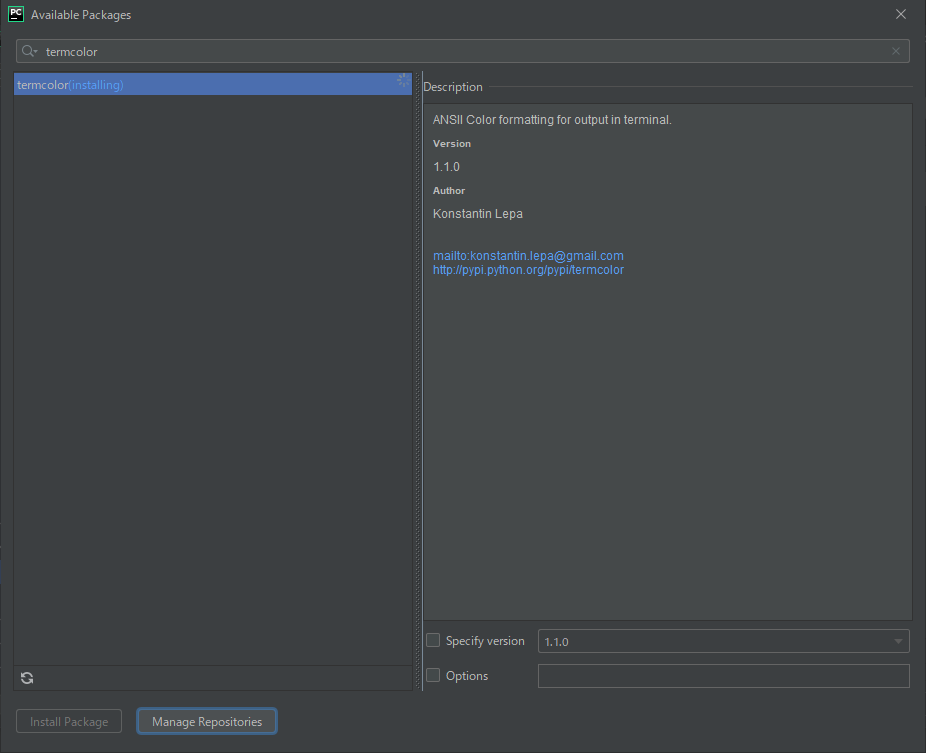 PC Available Packages
termcolor
termcolor(installing)
Description
ANSII Color formatting for output in terminal.
Version
1.1.0
Author
Konstantin Lepa
mailto:konstantin.lepa@gmail.com
http://pypi.python.org/pypi/termcolor
Specify version 1.1.0
Options
Install Package Manage Repositories